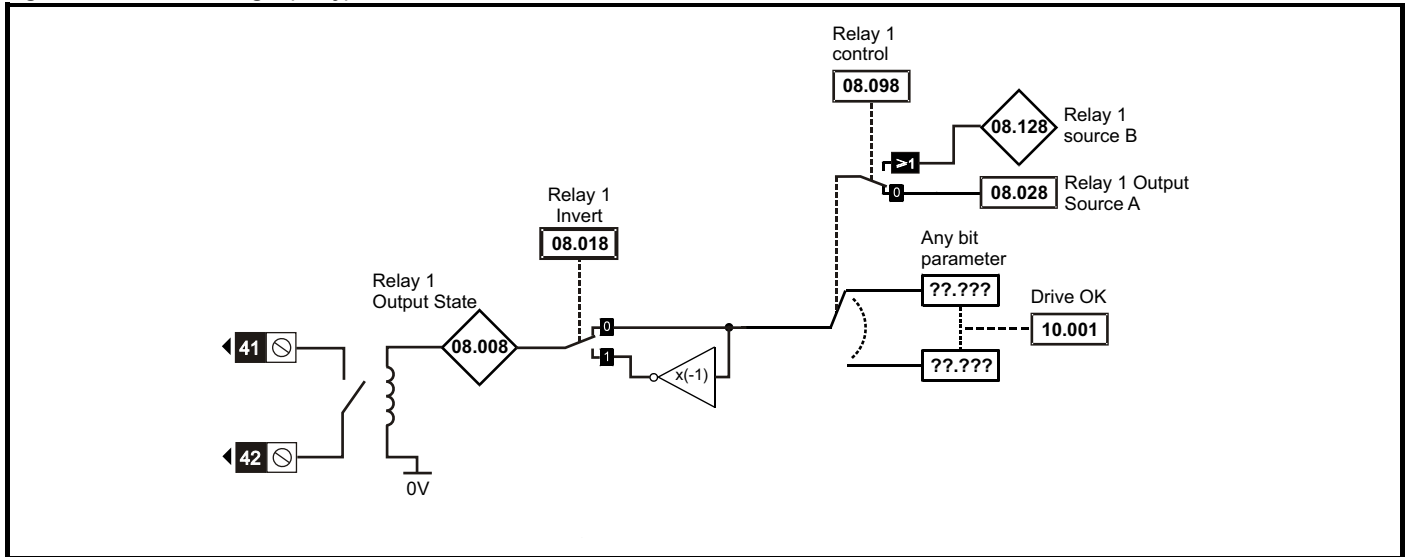 Relay 1
control
08.098
08.128
Relay 1
source B
>1
0
08.028
Relay 1 Output
Source A
Relay 1
Invert
08.018
Any bit
parameter
??.???
Drive OK
10.001
??.???
Relay 1
Output State
08.008
0
1
x(-1)
41
42
0V